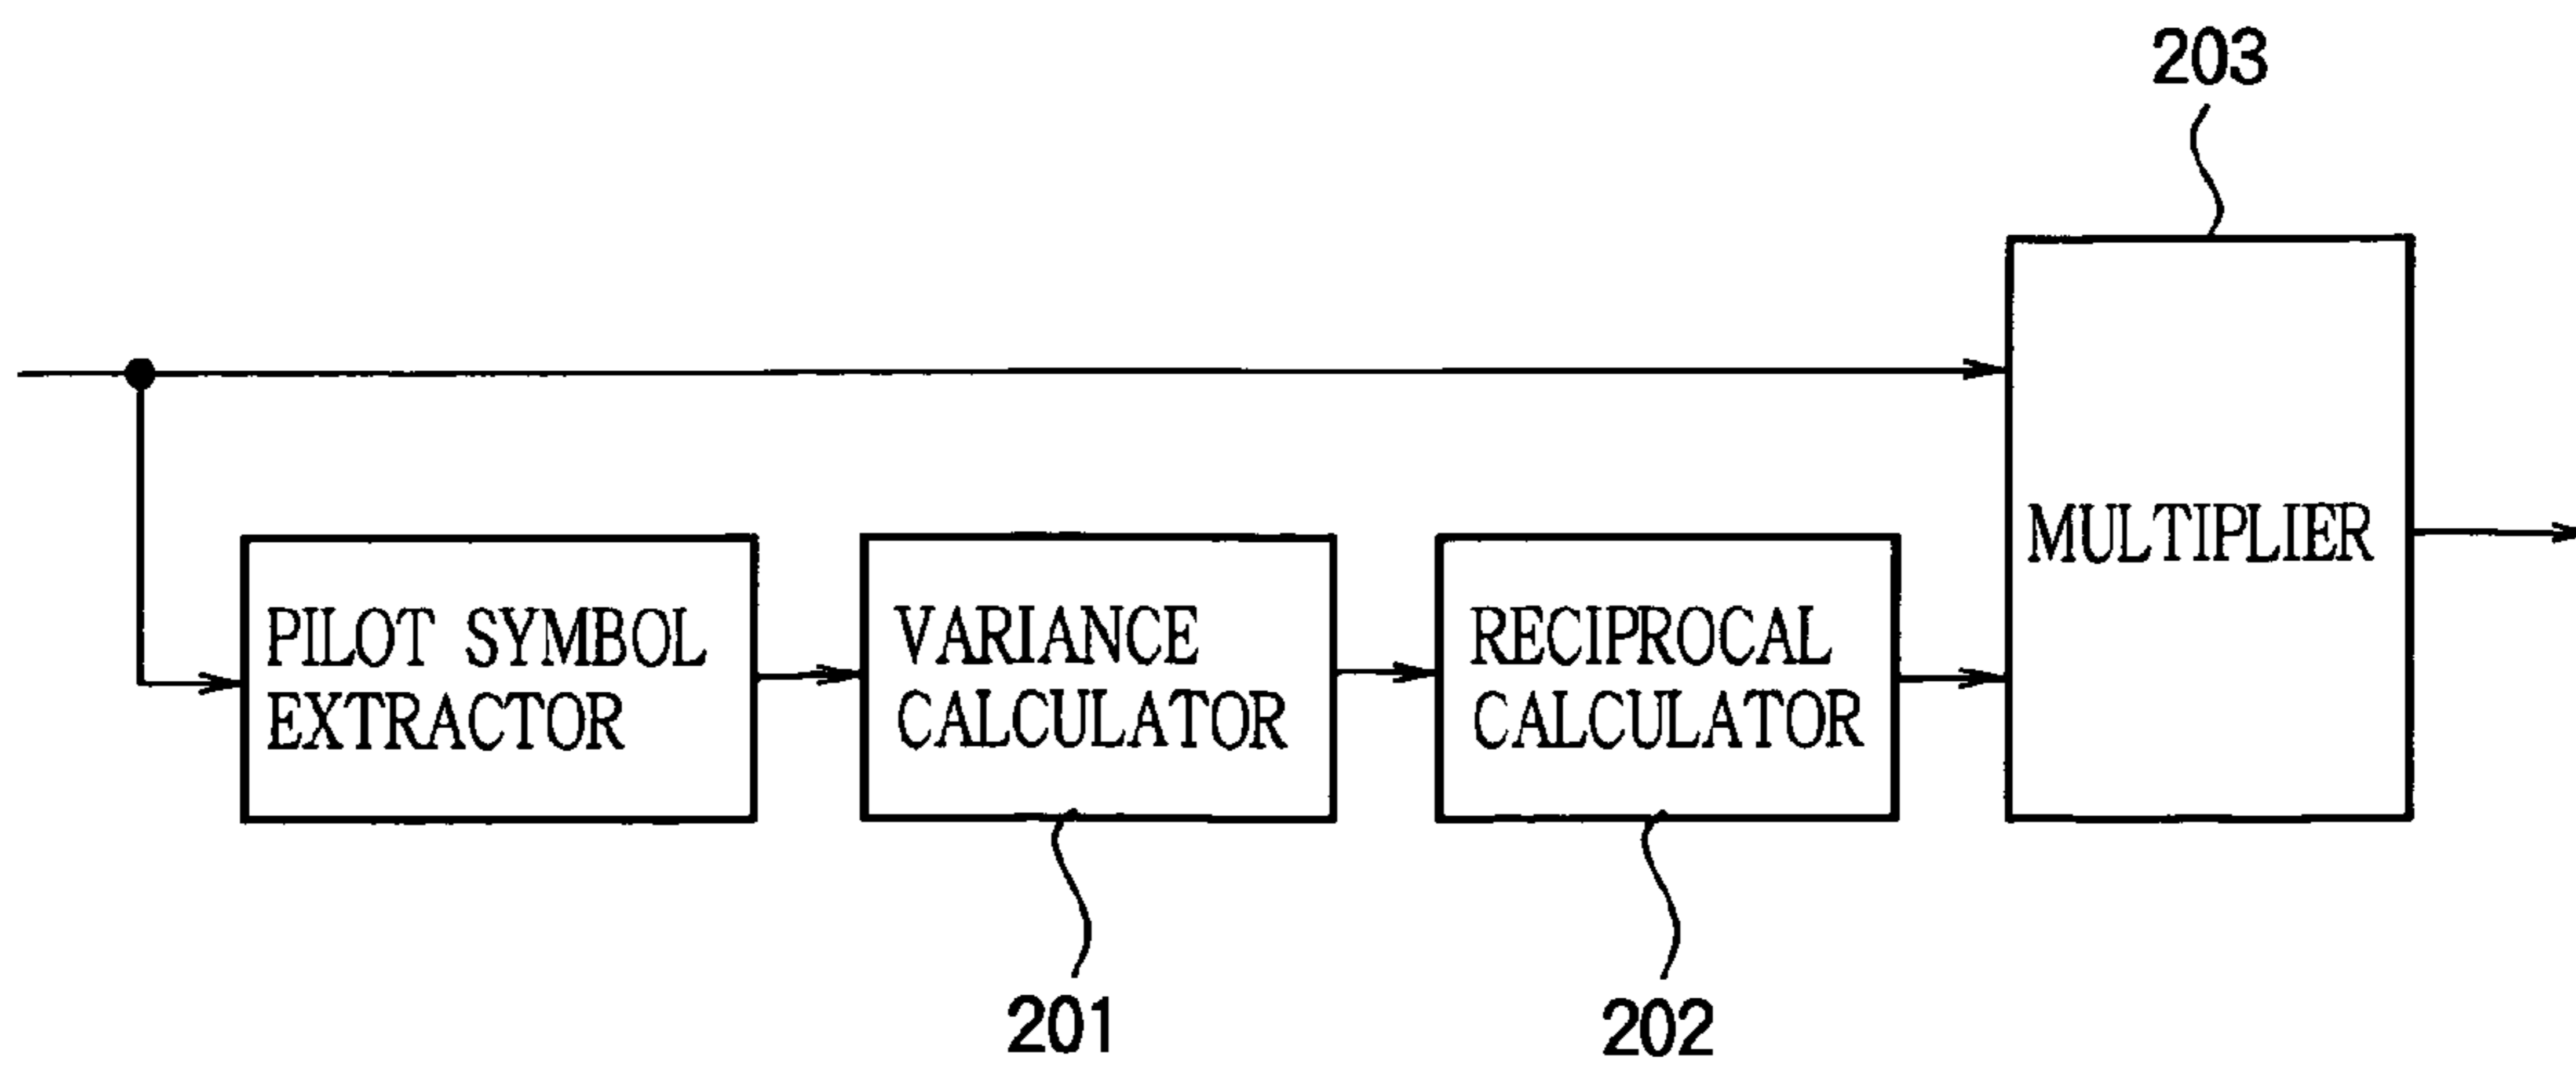 203
MULTIPLIER
PILOT SYMBOL
EXTRACTOR
VARIANCE
CALCULATOR
RECIPROCAL
CALCULATOR
201
202